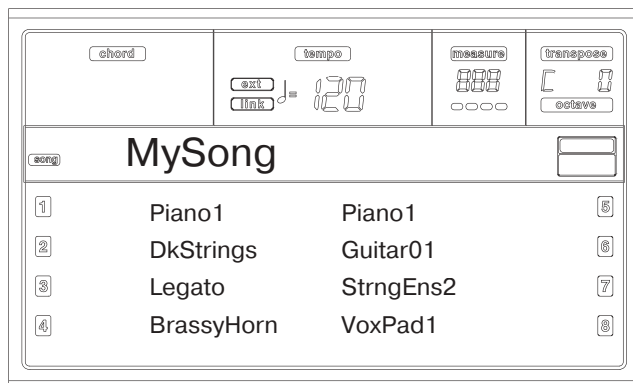 chord tempo measure transpose
ext
link
= 120 888 C 0
octave
song MySong
1 Piano1 Piano1 5
2 DkStrings Guitar01 6
3 Legato StrngEns2 7
4 BrassyHorn VoxPad1 8